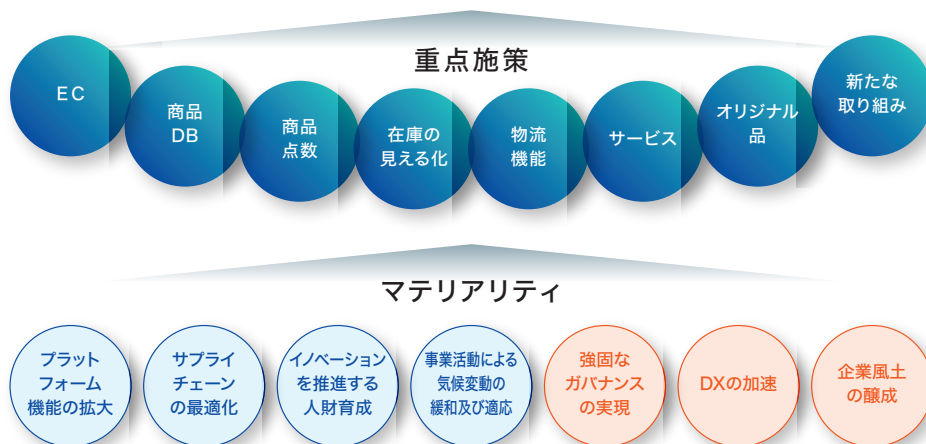 重点施策
EC
商品
DB
商品
点数
在庫の
見える化
物流
機能
サービス
オリジナル
品
新たな
取り組み
マテリアリティ
プラット
フォーム
機能の拡大
サプライ
チェーン
の最適化
イノベーション
を推進する
人財育成
事業活動による
気候変動の
緩和及び適応
強固な
ガバナンス
の実現
DXの加速
企業風土
の醸成